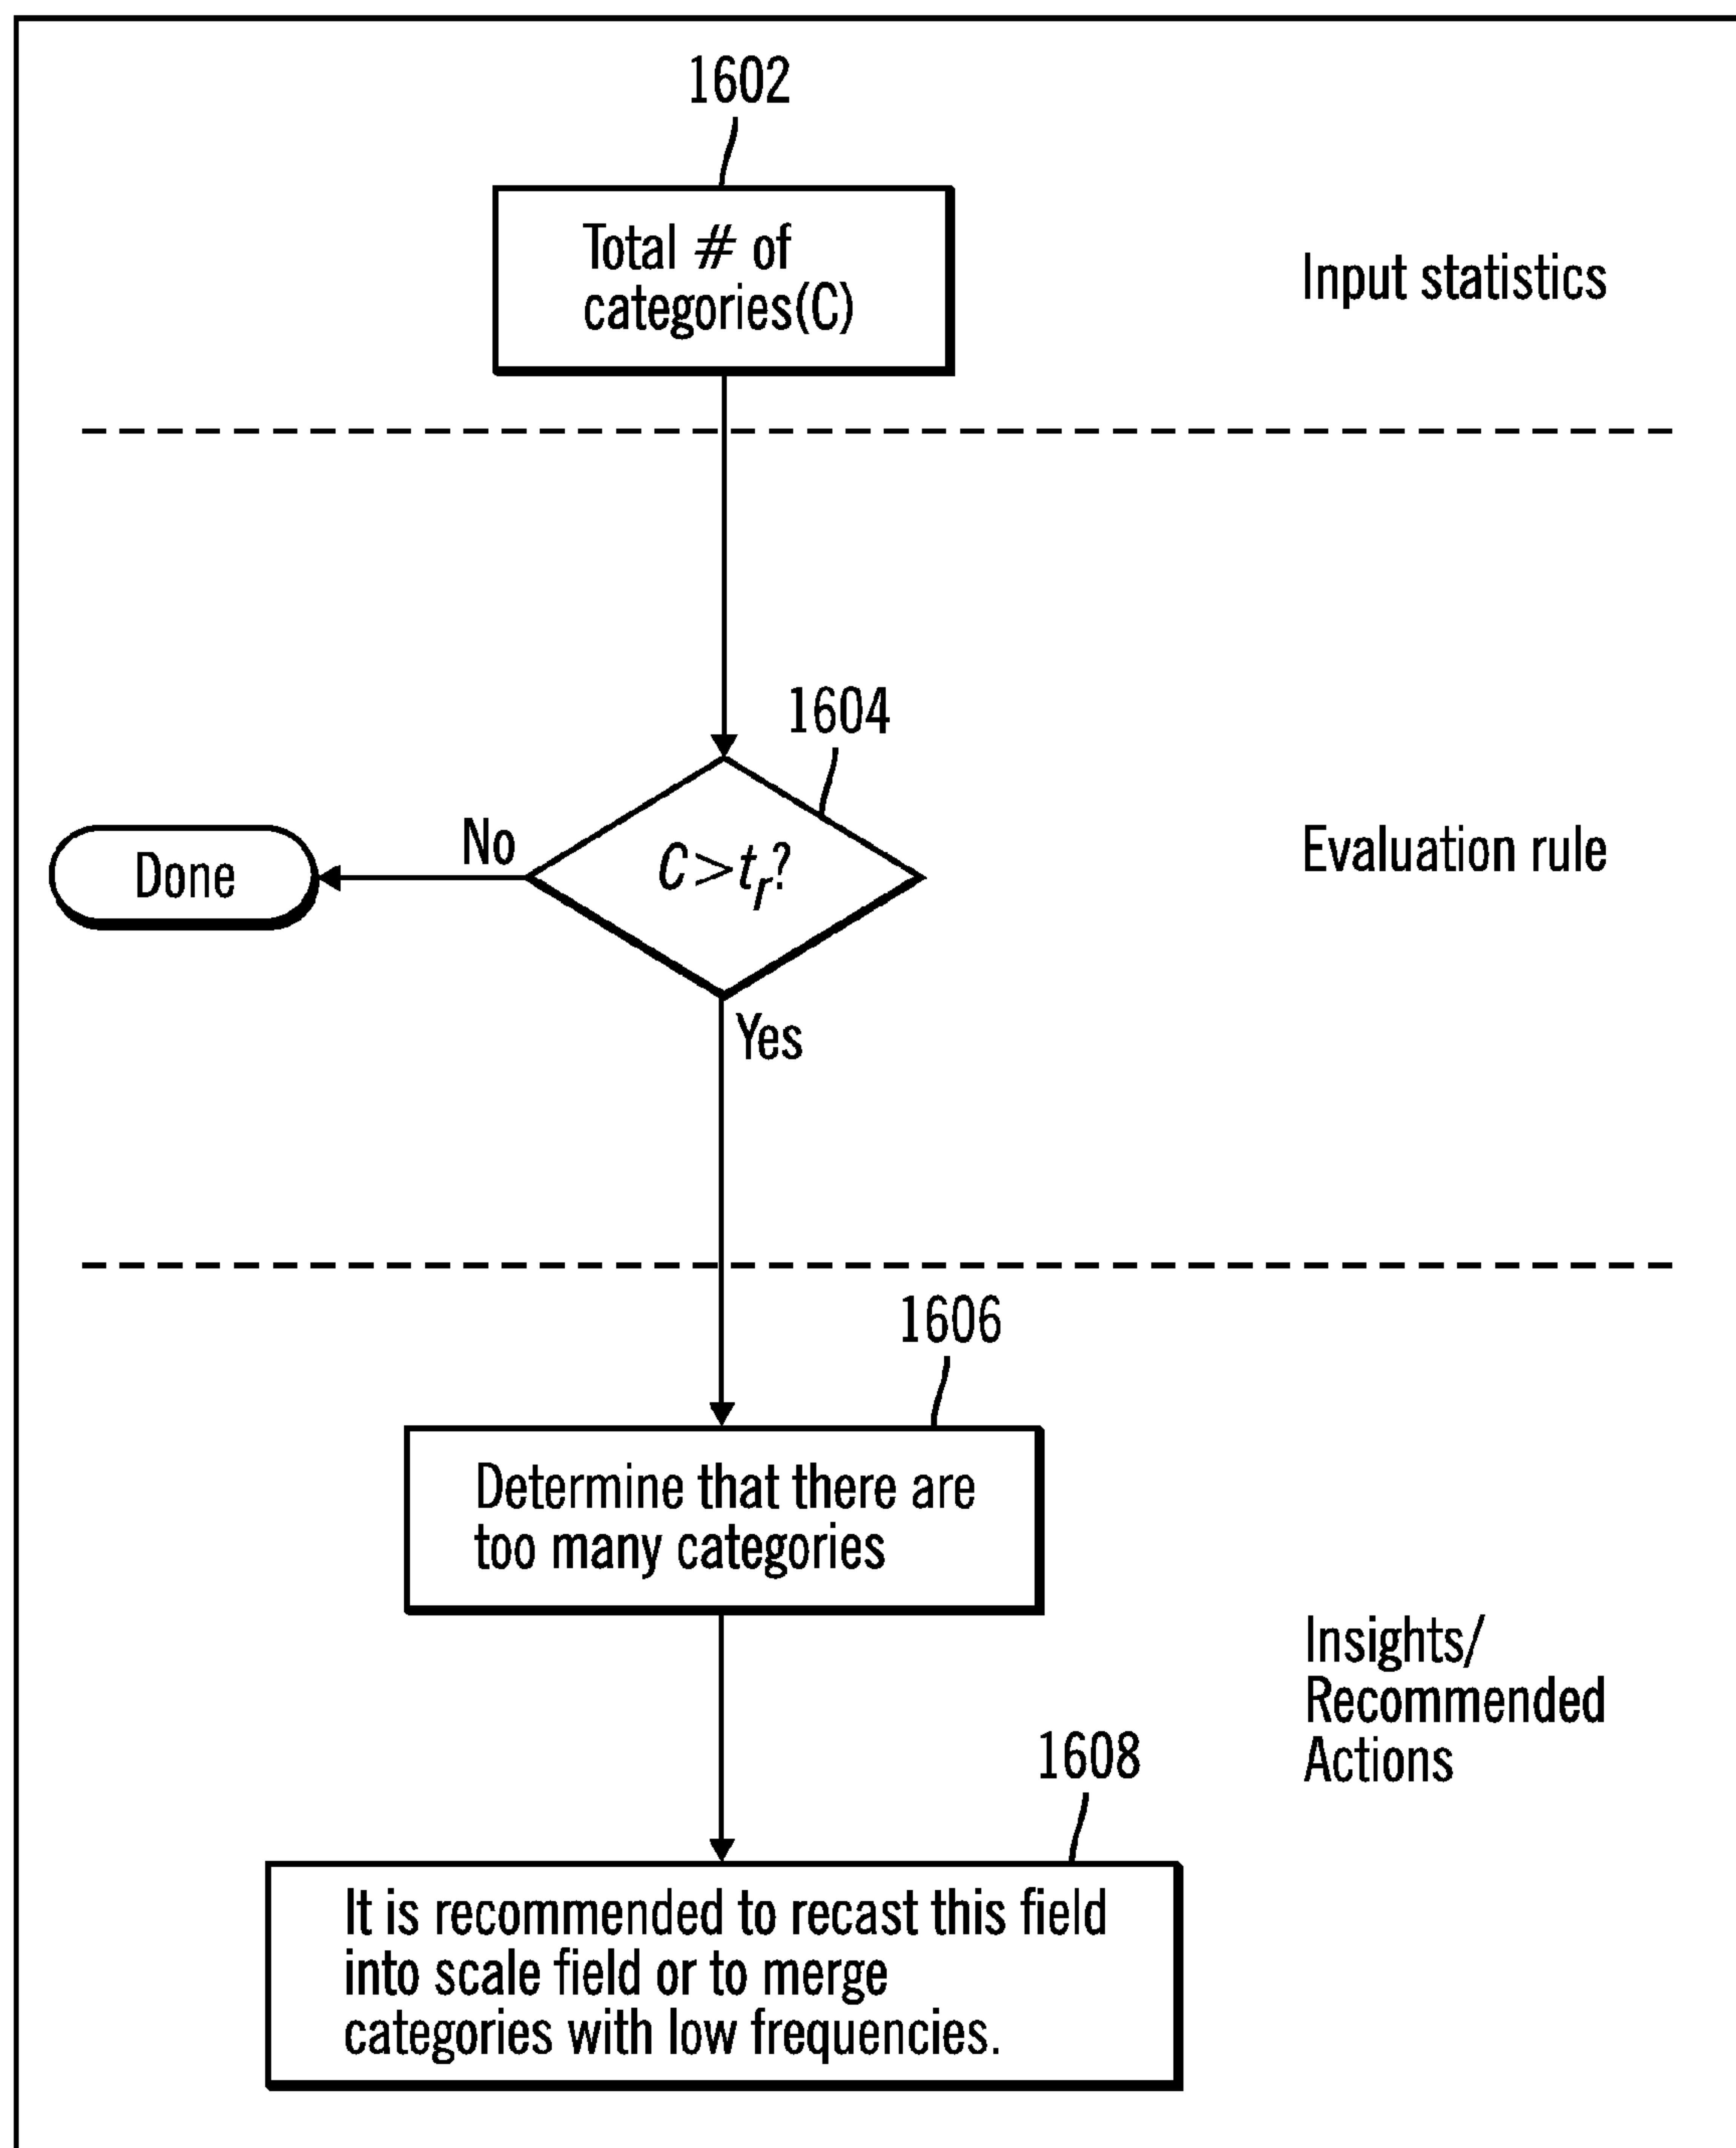 1602
Total # of
categories(C)
Input statistics
1604
No
Done
C>t_r?
Evaluation rule
Yes
1606
Determine that there are
too many categories
Insights/
Recommended
Actions
1608
It is recommended to recast this field
into scale field or to merge
categories with low frequencies.